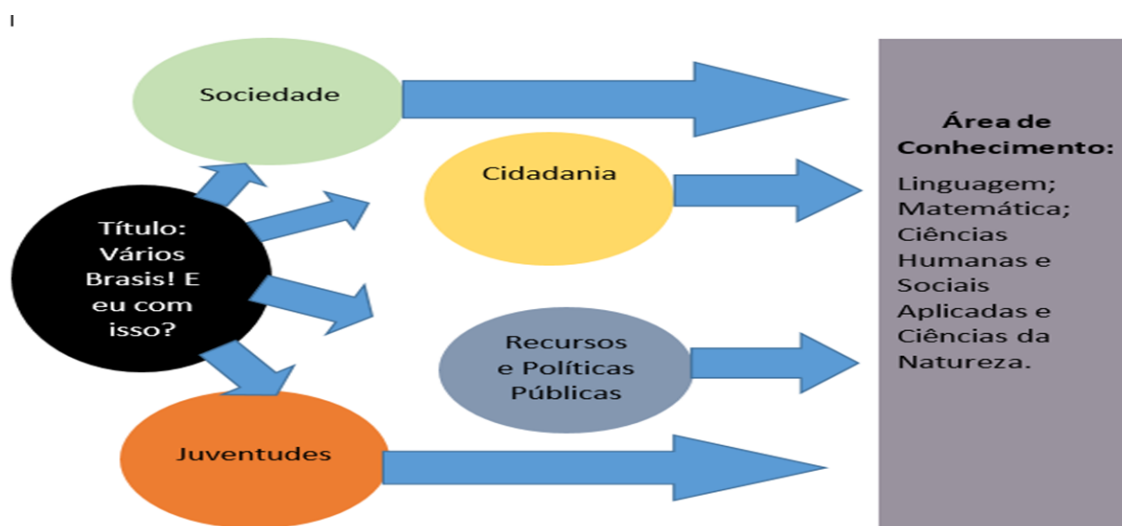 Sociedade
Cidadania
Título:
Vários
Brasis! E
eu com
isso?
Recursos
e Políticas
Públicas
Juventudes
Área de
Conhecimento:
Linguagem;
Matemática;
Ciências
Humanas e
Sociais
Aplicadas e
Ciências da
Natureza.